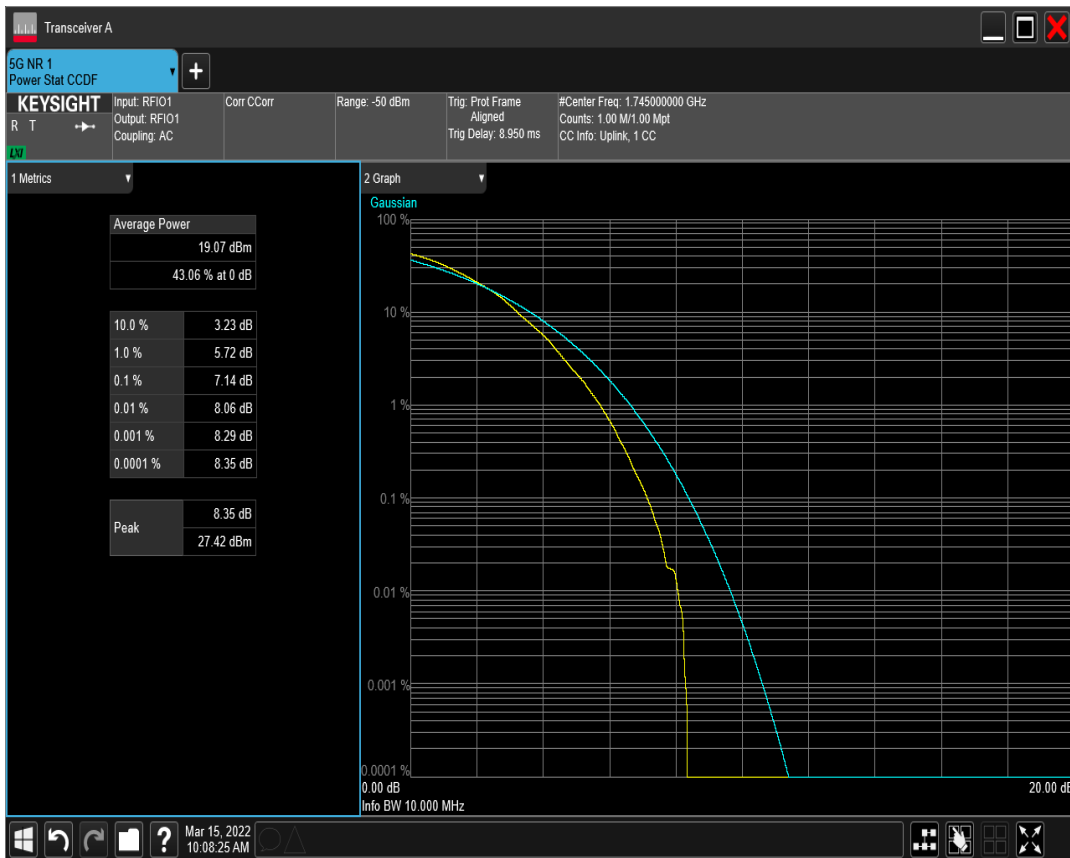 Transceiver A
5G NR 1
Power Stat CCDF
KEYSIGHT
R T
LXI
Input: RFIO1
Output: RFIO1
Coupling: AC
Corr CCorr
Range: -50 dBm
Trig: Prot Frame
Aligned
Trig Delay: 8.950 ms
#Center Freq: 1.745000000 GHz
Counts: 1.00 M/1.00 Mpt
CC Info: Uplink, 1 CC
1 Metrics
Average Power
19.07 dBm
43.06 % at 0 dB
10.0 % 3.23 dB
1.0 % 5.72 dB
0.1 % 7.14 dB
0.01 % 8.06 dB
0.001 % 8.29 dB
0.0001 % 8.35 dB
Peak
8.35 dB
27.42 dBm
2 Graph
Gaussian
100 %
10 %
1 %
0.1 %
0.01 %
0.001 %
0.0001 %
0.00 dB 20.00 dB
Info BW 10.000 MHz
?
Mar 15, 2022
10:08:25 AM